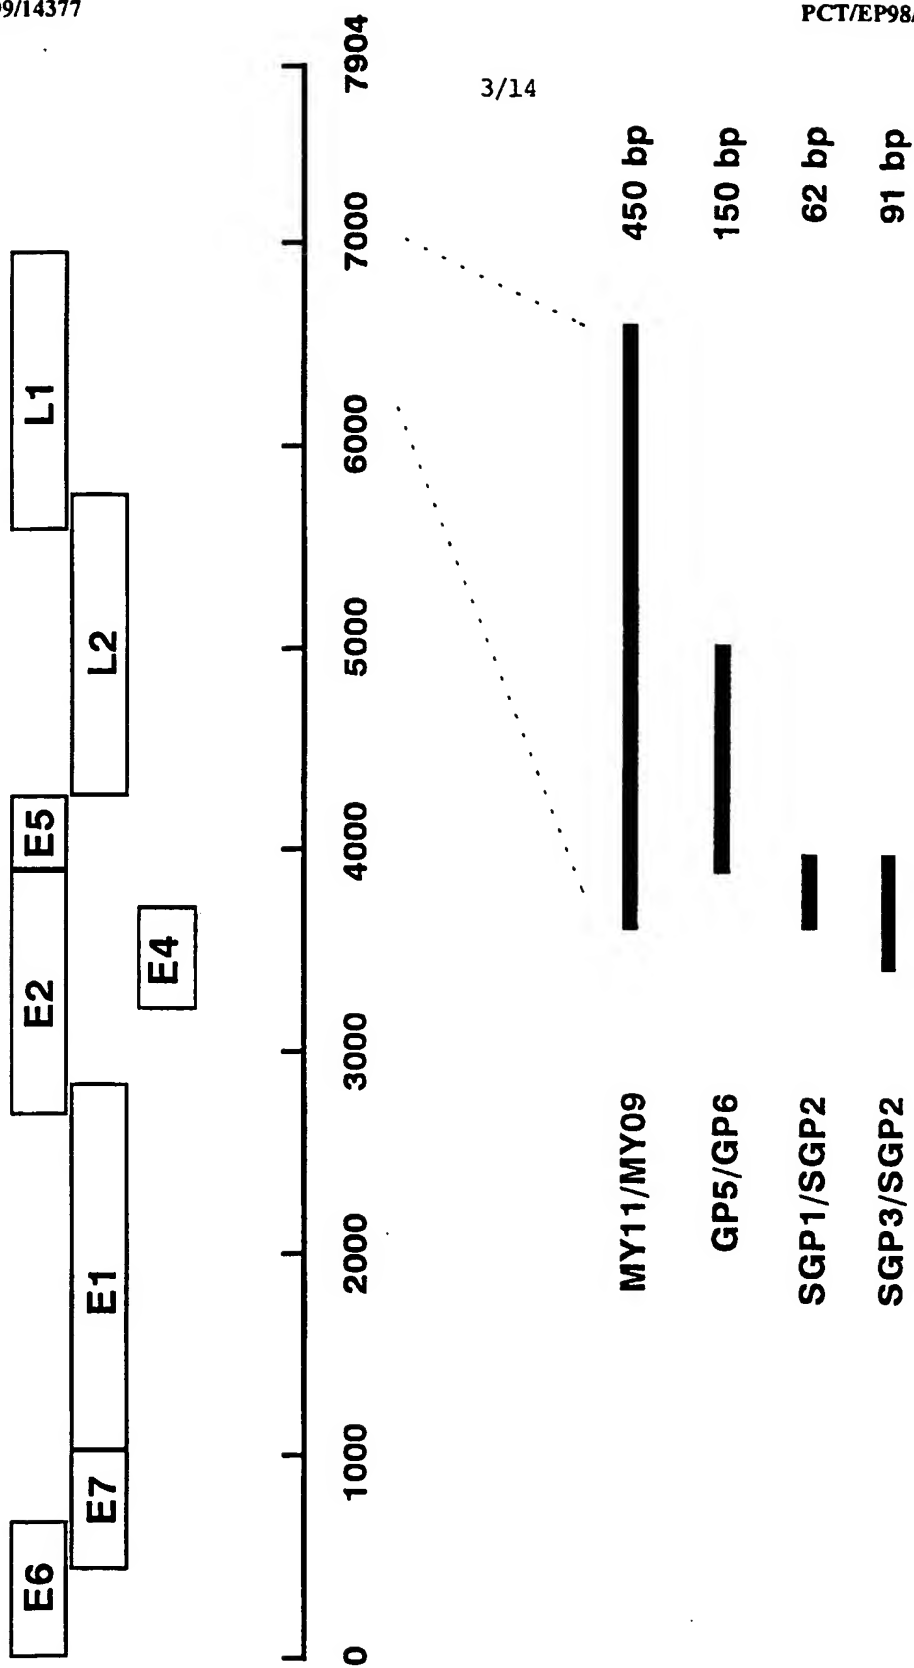 99/14377
PCT/EP98/
3/14
E6
E2
E5
L1
E7
E1
L2
E4
0 1000 2000 3000 4000 5000 6000 7000 7904
MY11/MY09 450 bp
GP5/GP6 150 bp
SGP1/SGP2 62 bp
SGP3/SGP2 91 bp